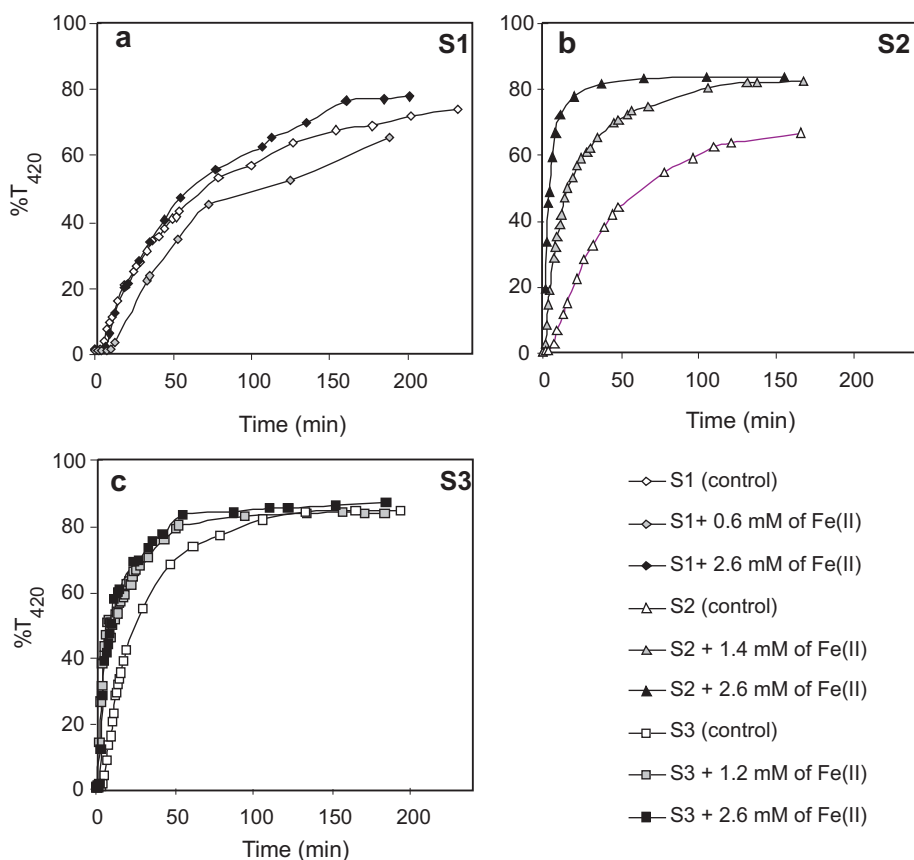 a
S1
100
80
60
40
20
0
%T420
0 50 100 150 200
Time (min)
b
S2
100
80
60
40
20
0
0 50 100 150 200
Time (min)
c
S3
100
80
60
40
20
0
%T420
0 50 100 150 200
Time (min)
S1 (control)
S1+ 0.6 mM of Fe(II)
S1+ 2.6 mM of Fe(II)
S2 (control)
S2 + 1.4 mM of Fe(II)
S2 + 2.6 mM of Fe(II)
S3 (control)
S3 + 1.2 mM of Fe(II)
S3 + 2.6 mM of Fe(II)